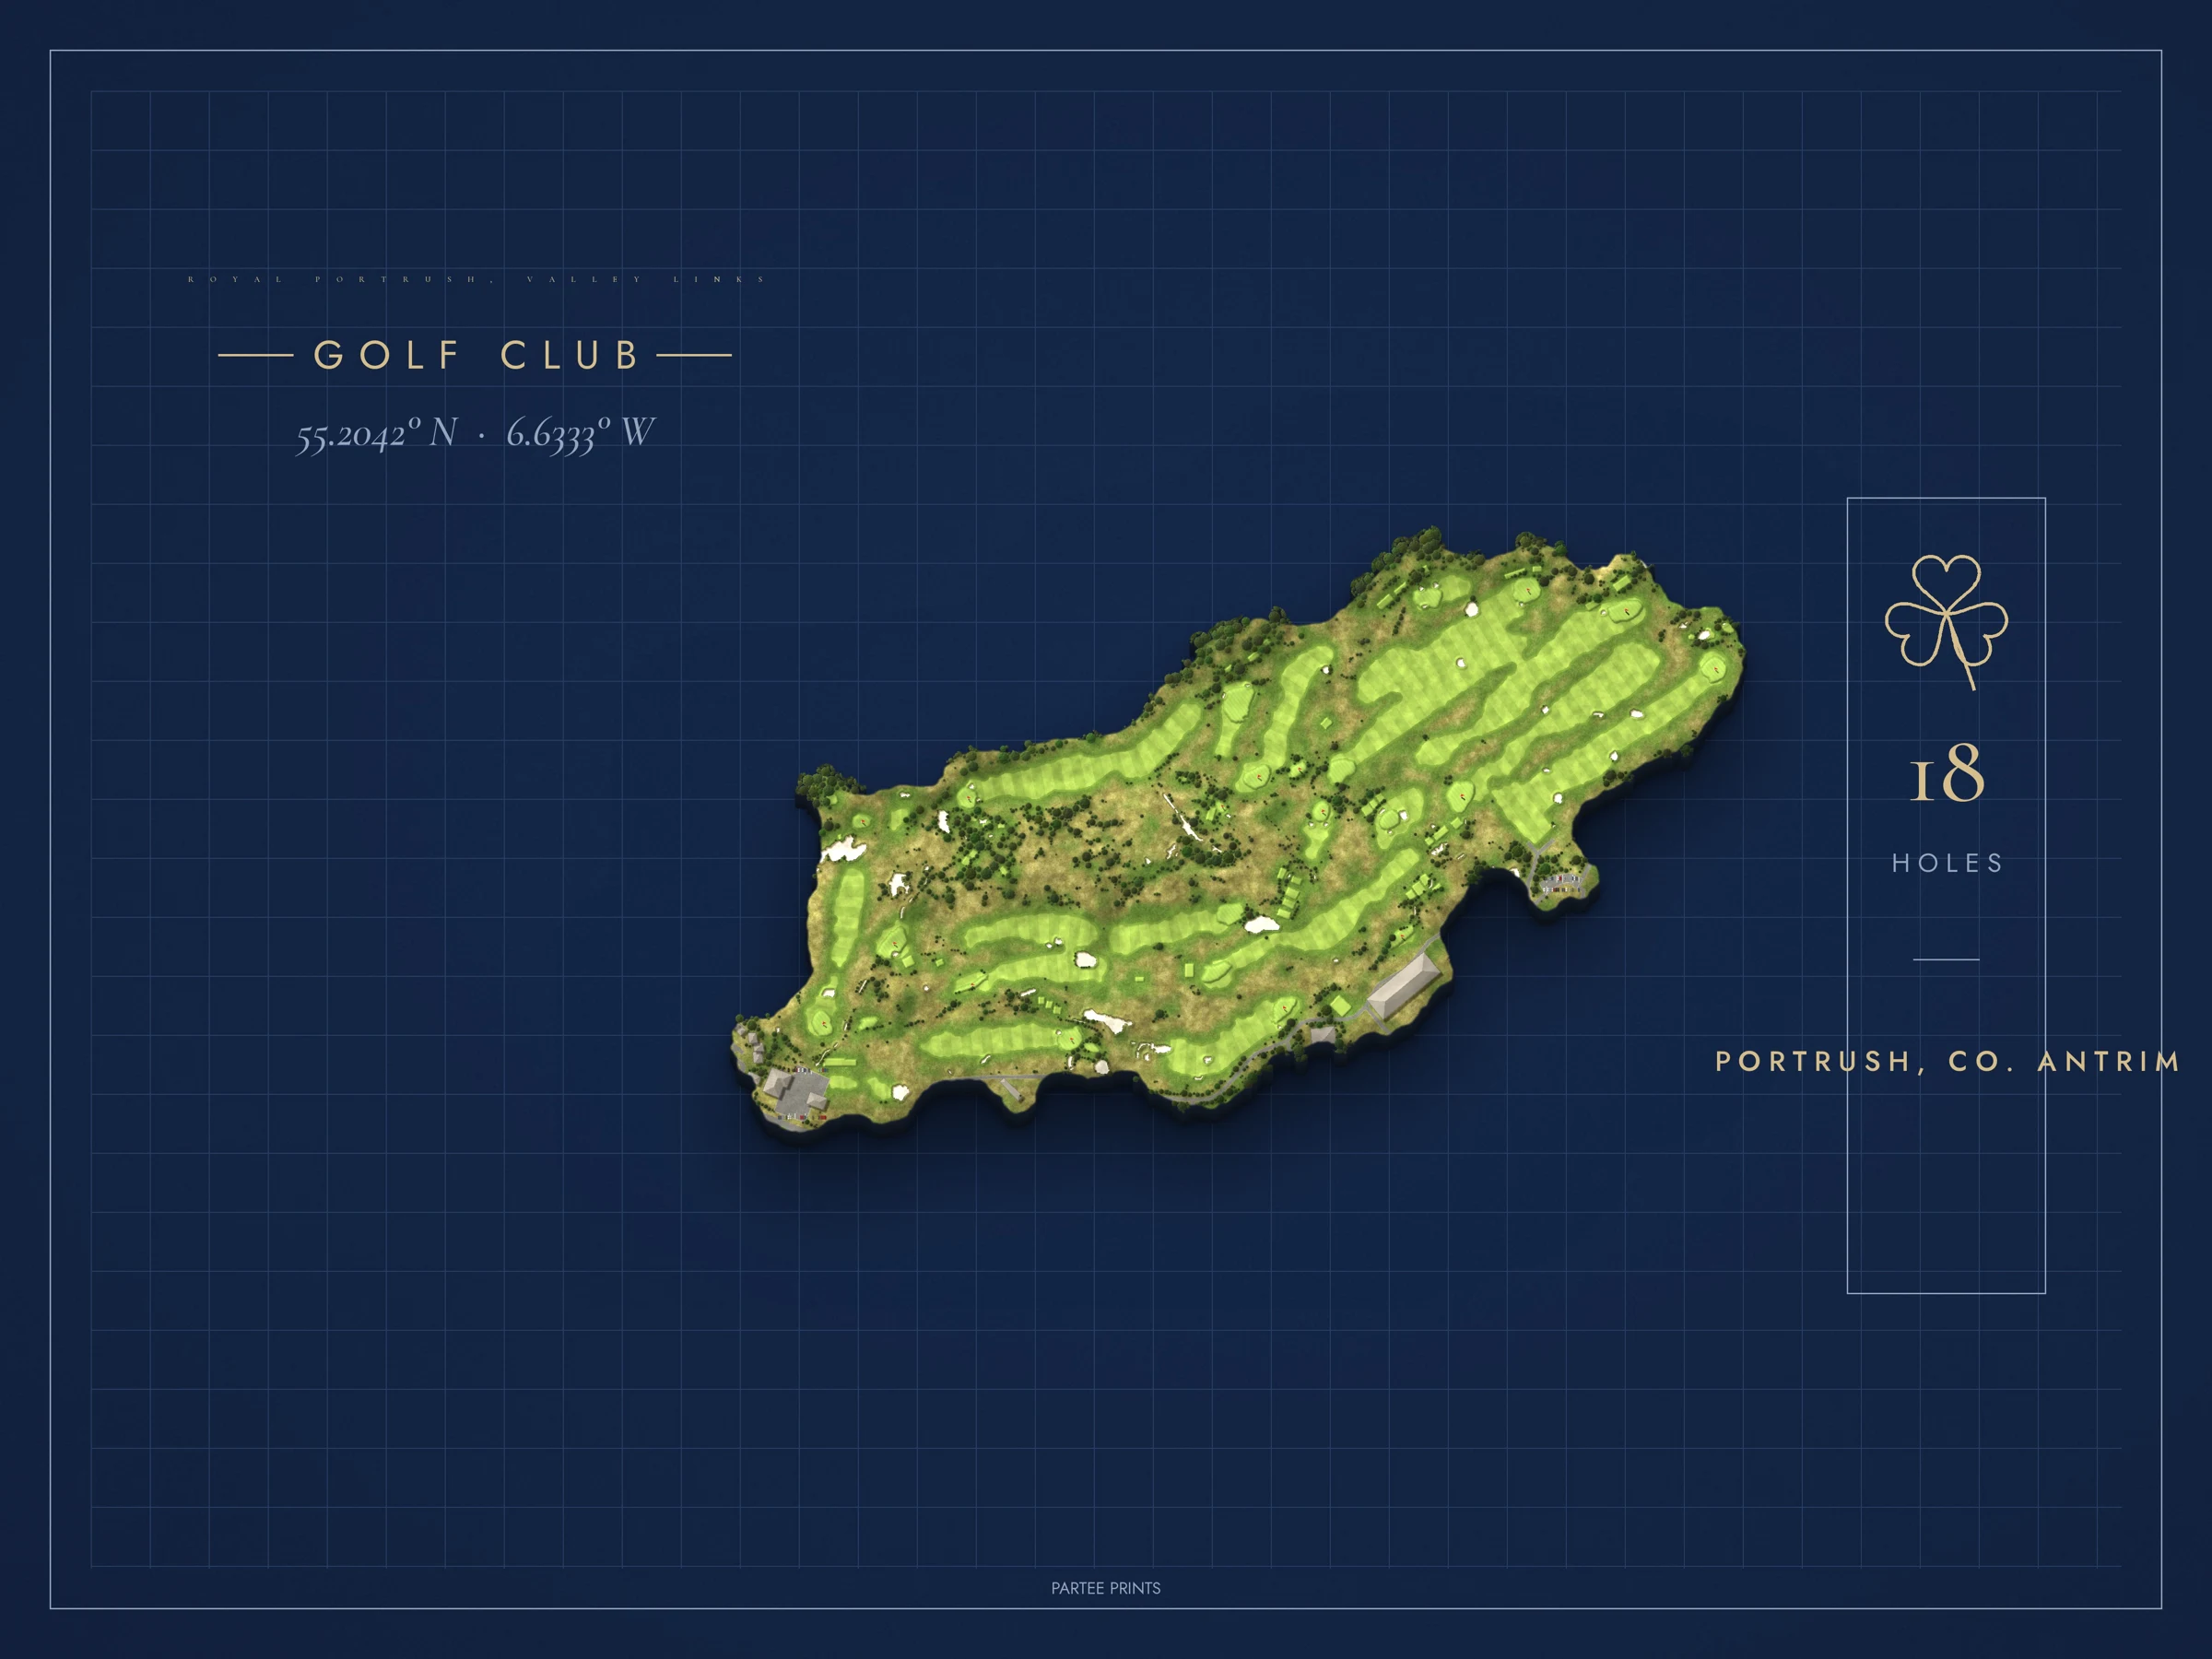 ROYAL PORTRUSH, VALLEY LINKS
GOLF CLUB
55.2042° N · 6.6333° W
18
HOLES
PORTRUSH, CO. ANTRIM
PARTEE PRINTS